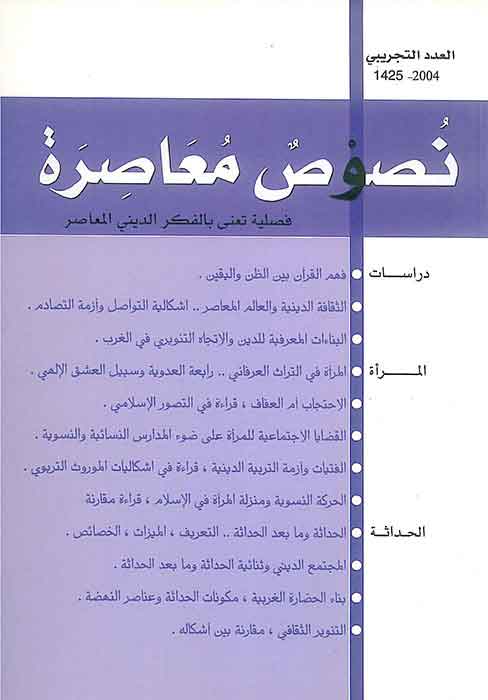 العدد التجريبي
1425 -2004
نُصوْصٌ مُعَاصِرَة
فصلية تعنى بالفكر الديني المعاصر
دراسات
فهم القرآن بين الظن واليقين .
الثقافة الدينية والعالم المعاصر .. اشكالية التواصل وأزمة التصادم .
البناءات المعرفية للدين والاتجاه التنويري في الغرب .
المرأة
المرأة في التراث العرفاني .. رابعة العدوية وسبيل العشق الإلهي .
الاحتجاب أم العفاف ، قراءة في التصور الإسلامي .
القضايا الاجتماعية للمرأة على ضوء المدارس النسائية والنسوية .
الفتيات وأزمة التربية الدينية ، قراءة في اشكاليات الموروث التربوي .
الحركة النسوية ومنزلة المرأة في الإسلام ، قراءة مقارنة
الحداثة
الحداثة وما بعد الحداثة .. التعريف ، الميزات ، الخصائص .
المجتمع الديني وثنائية الحداثة وما بعد الحداثة .
بناء الحضارة الغربية ، مكونات الحداثة وعناصر النهضة .
التنوير الثقافي ، مقارنة بين أشكاله .